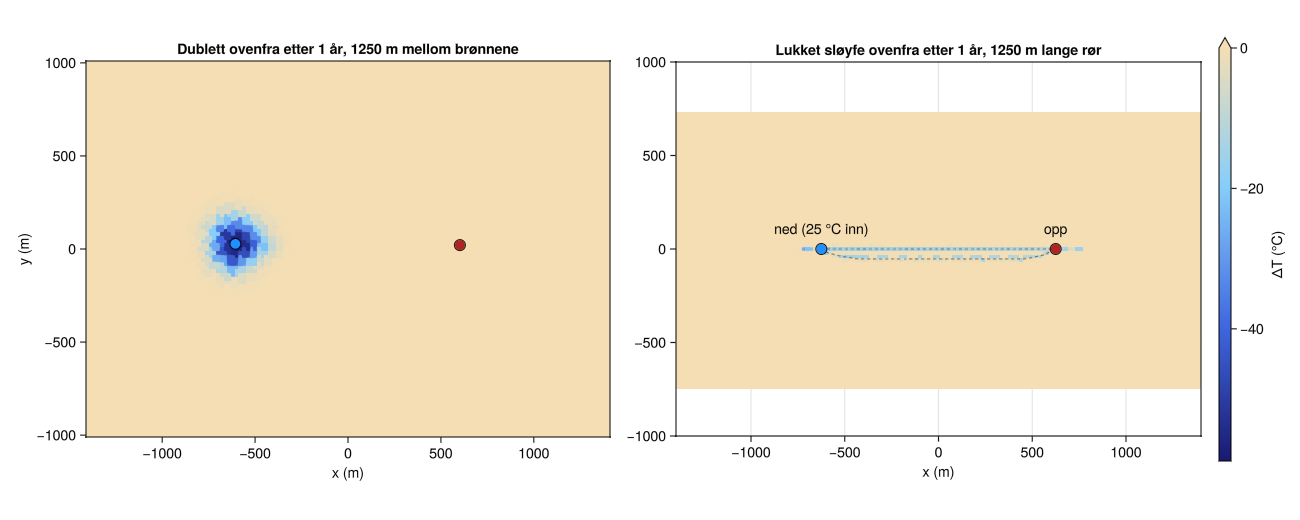 Dublett ovenfra etter 1 år, 1250 m mellom brønnene
1000
500
0
−500
−1000
y (m)
−1000
−500
0
500
1000
x (m)
Lukket sløyfe ovenfra etter 1 år, 1250 m lange rør
1000
500
0
−500
−1000
ned (25 °C inn)
opp
−1000
−500
0
500
1000
x (m)
0
−20
−40
ΔT (°C)